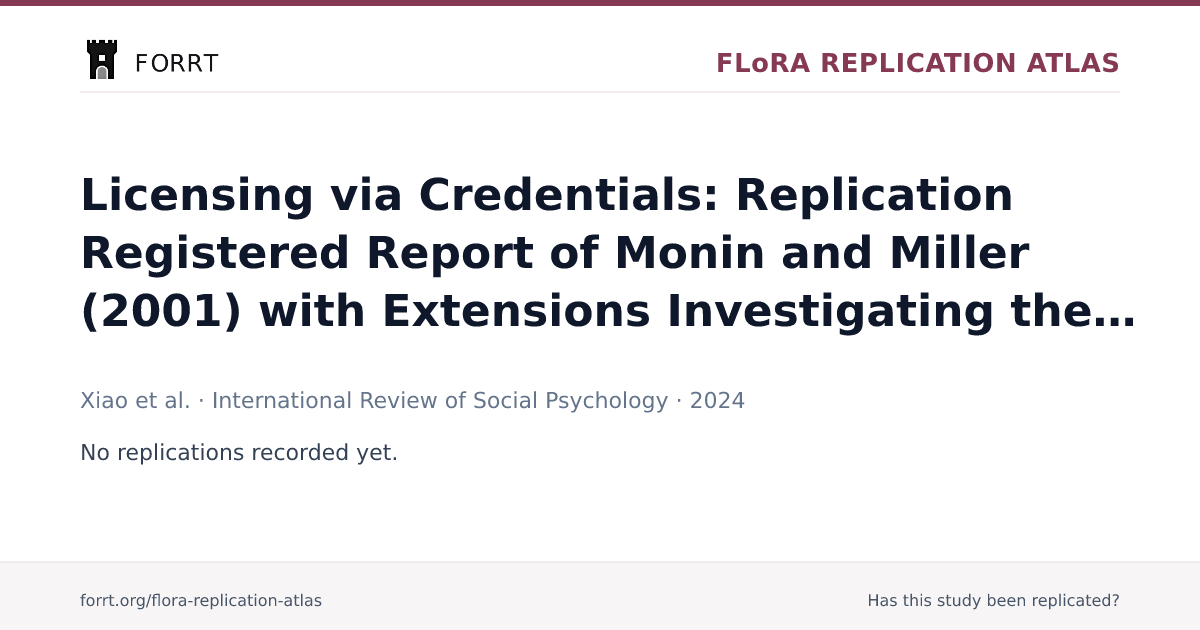 FORRT
FLoRA REPLICATION ATLAS
Licensing via Credentials: Replication
Registered Report of Monin and Miller
(2001) with Extensions Investigating the…
Xiao et al. · International Review of Social Psychology · 2024
No replications recorded yet.
forrt.org/flora-replication-atlas
Has this study been replicated?